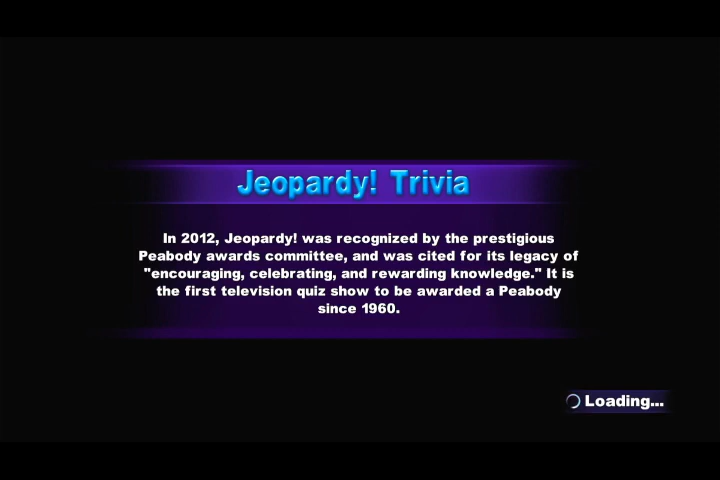 Jeopardy! Trivia
In 2012, Jeopardy! was recognized by the prestigious
Peabody awards committee, and was cited for its legacy of
"encouraging, celebrating, and rewarding knowledge." It is
the first television quiz show to be awarded a Peabody
since 1960.
Loading...